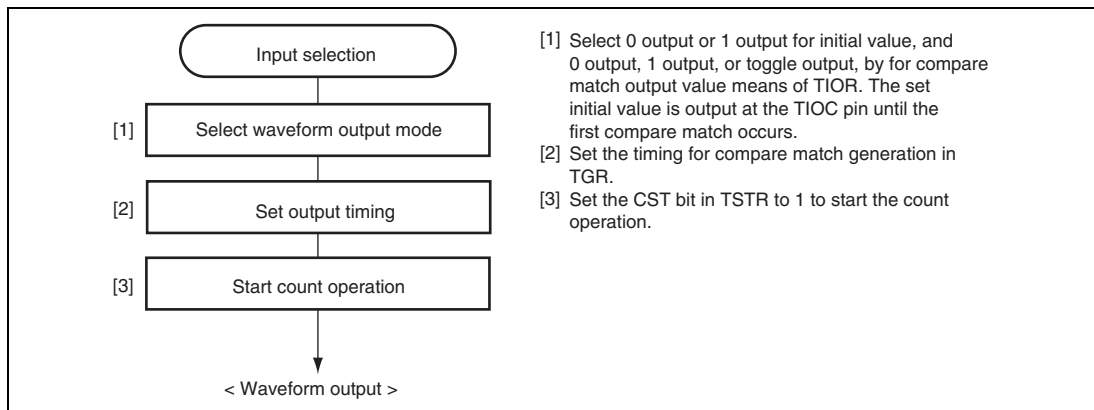 Input selection
[1] Select waveform output mode
[2] Set output timing
[3] Start count operation
< Waveform output >
[1] Select 0 output or 1 output for initial value, and
0 output, 1 output, or toggle output, by for compare
match output value means of TIOR. The set
initial value is output at the TIOC pin until the
first compare match occurs.
[2] Set the timing for compare match generation in
TGR.
[3] Set the CST bit in TSTR to 1 to start the count
operation.